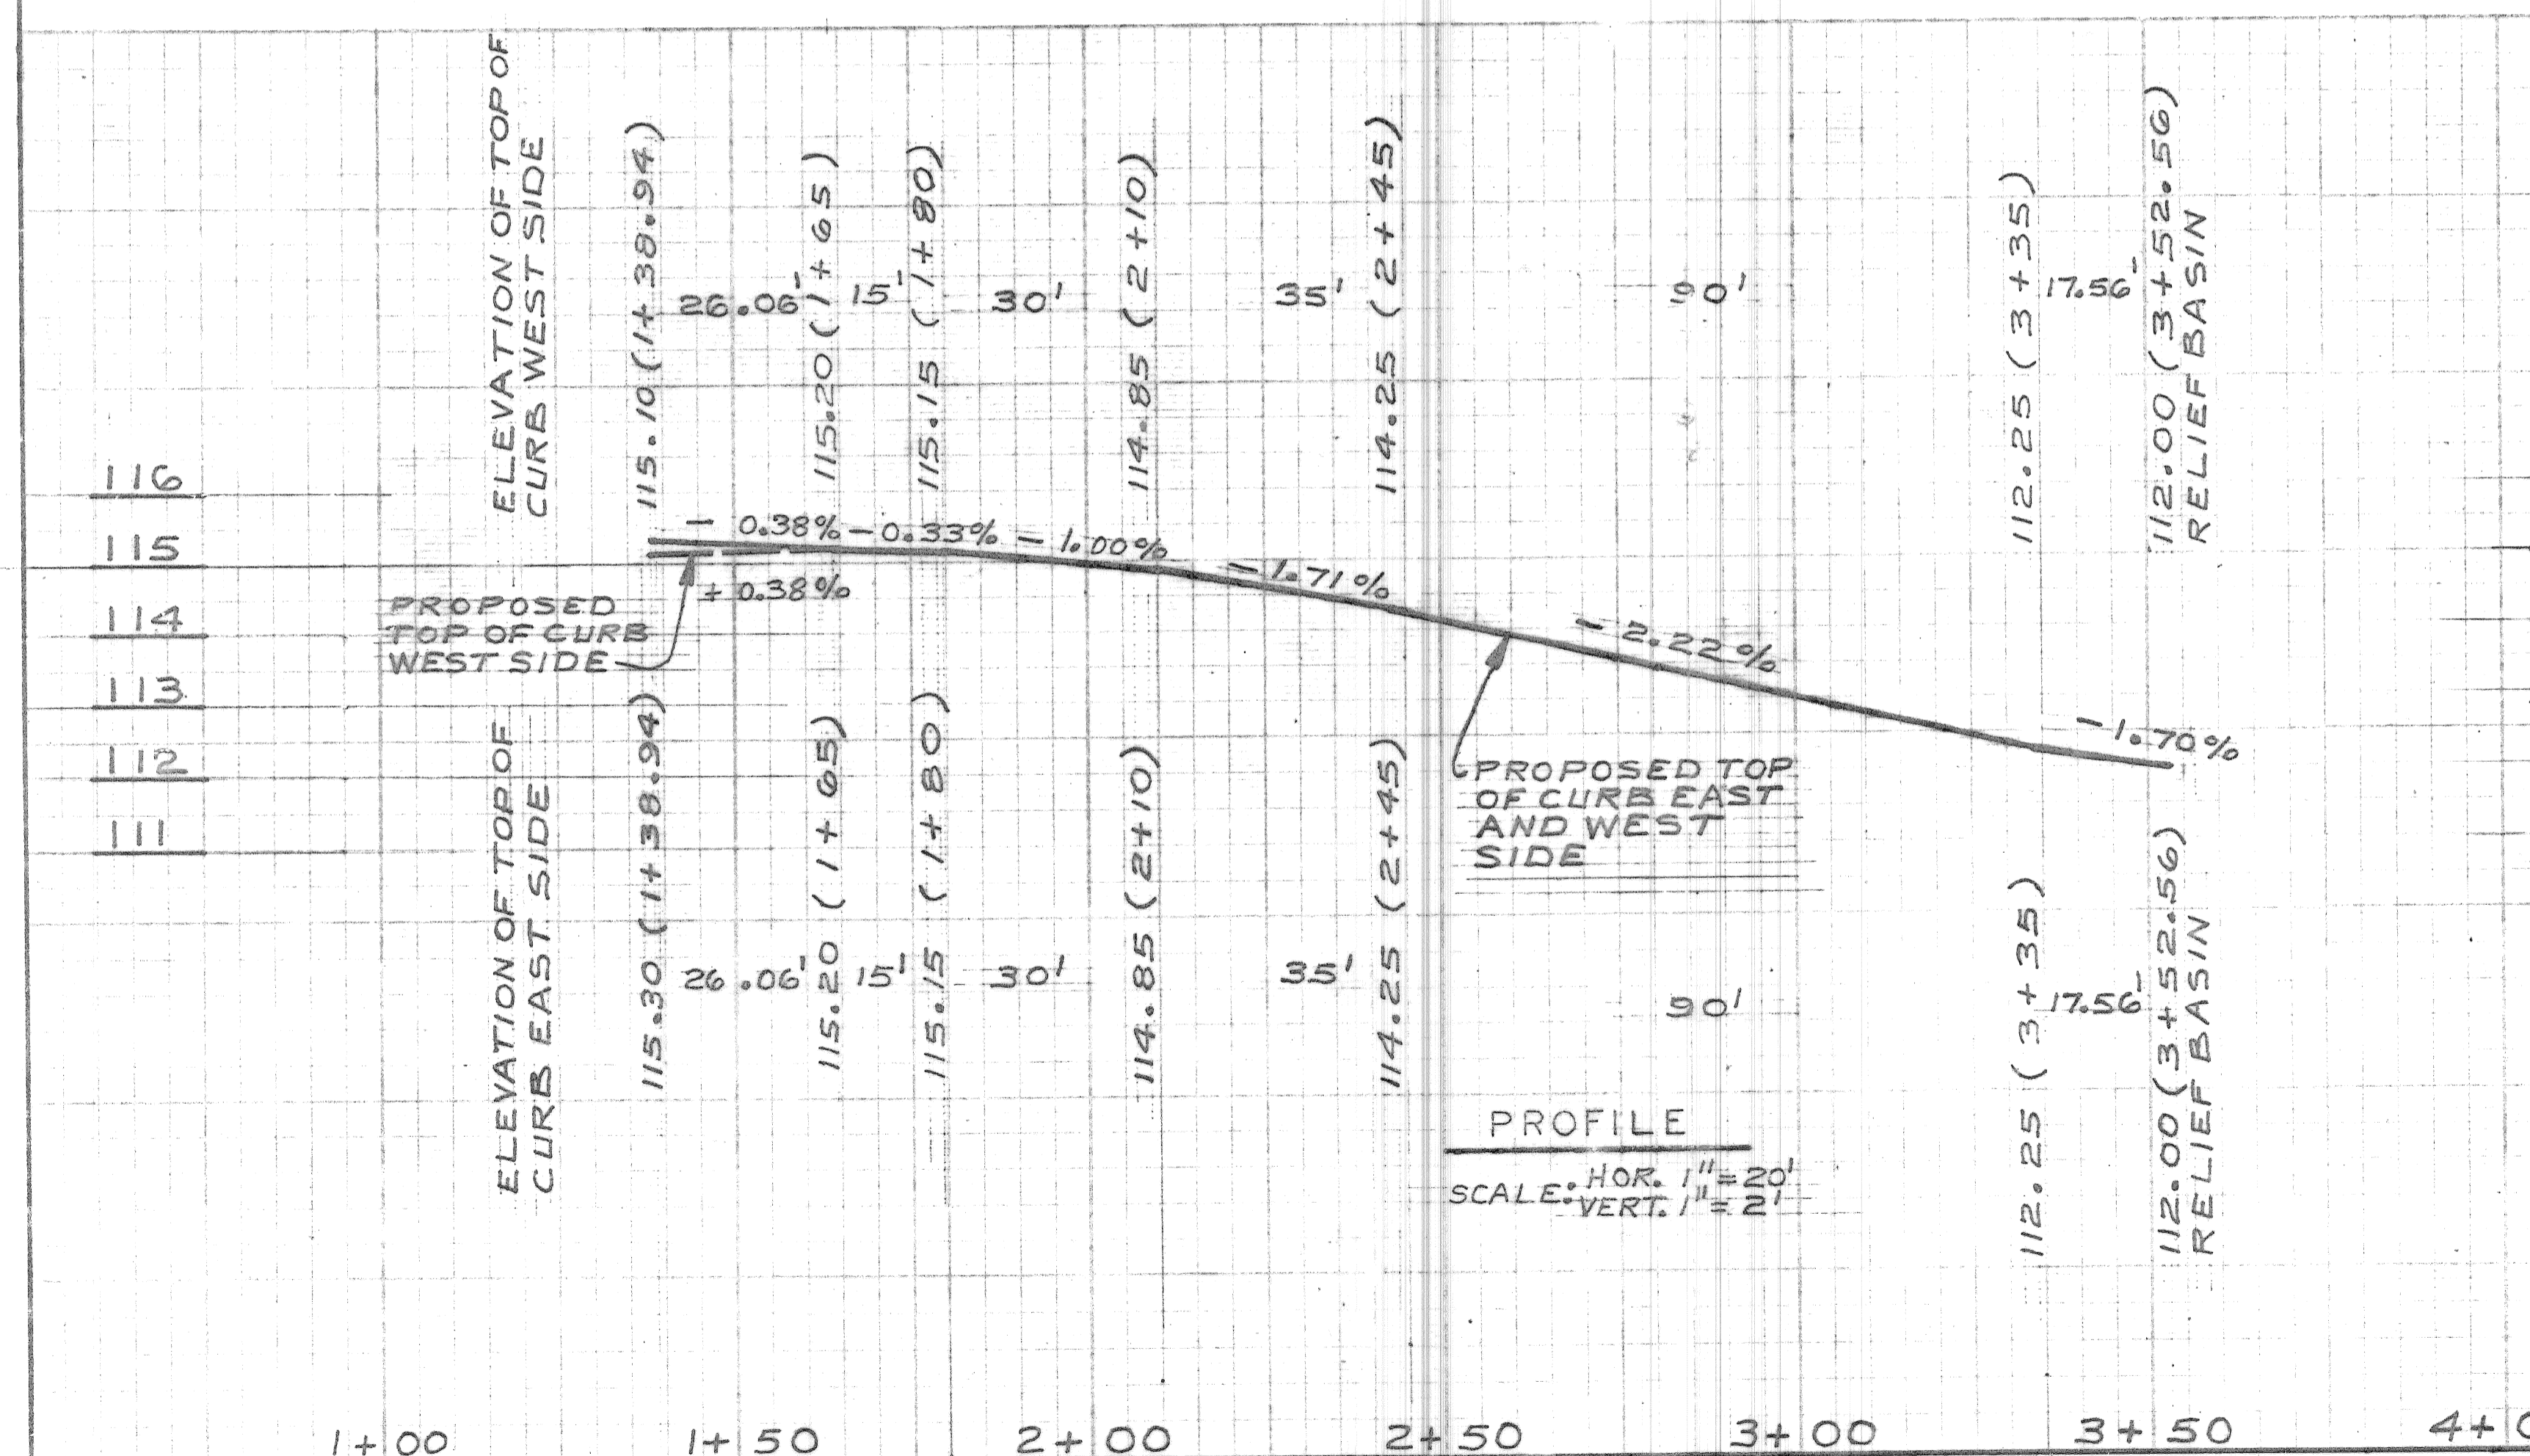 ELEVATION OF TOP OF
CURB WEST SIDE
115.10 (1+38.94)
26.06'
115.20 (1+65)
15'
115.15 (1+80)
30'
114.85 (2+10)
35'
114.25 (2+45)
90'
112.25 (3+35)
17.56'
112.00 (3+52.56)
RELIEF BASIN
116
115
114
113
112
111
- 0.38%
- 0.33%
- 1.00%
- 1.71%
- 2.22%
- 1.70%
+ 0.38%
PROPOSED
TOP OF CURB
WEST SIDE
PROPOSED TOP
OF CURB EAST
AND WEST
SIDE
ELEVATION OF TOP OF
CURB EAST SIDE
115.30 (1+38.94)
26.06'
115.20 (1+65)
15'
115.15 (1+80)
30'
114.85 (2+10)
35'
114.25 (2+45)
90'
112.25 (3+35)
17.56'
112.00 (3+52.56)
RELIEF BASIN
PROFILE
SCALE: HOR. 1"=20'
VERT. 1"=2'
1+00 1+50 2+00 2+50 3+00 3+50